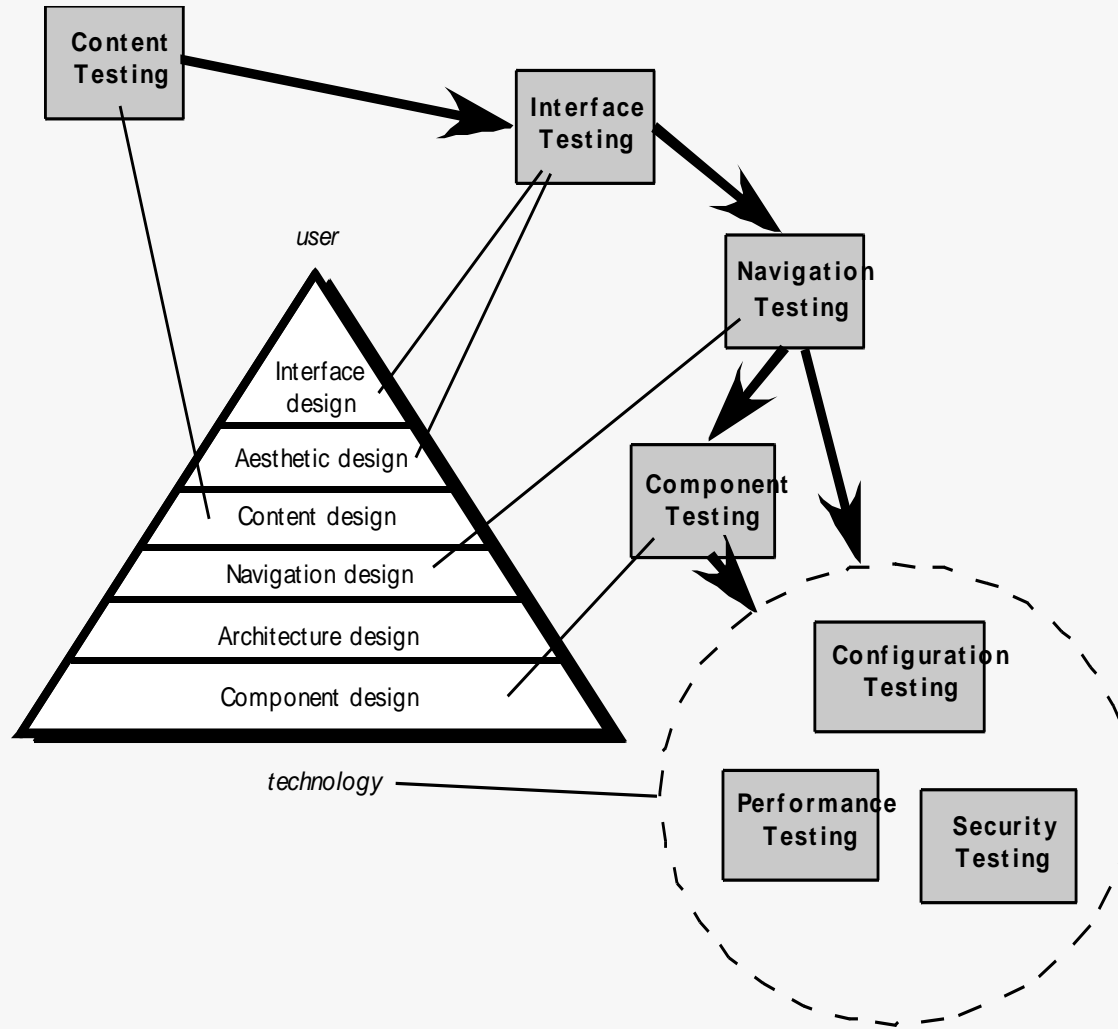 Content
Testing
Interface
Testing
user
Navigation
Testing
Interface
design
Aesthetic design
Component
Testing
Content design
Navigation design
Architecture design
Configuration
Testing
Component design
technology
Performance
Testing
Security
Testing